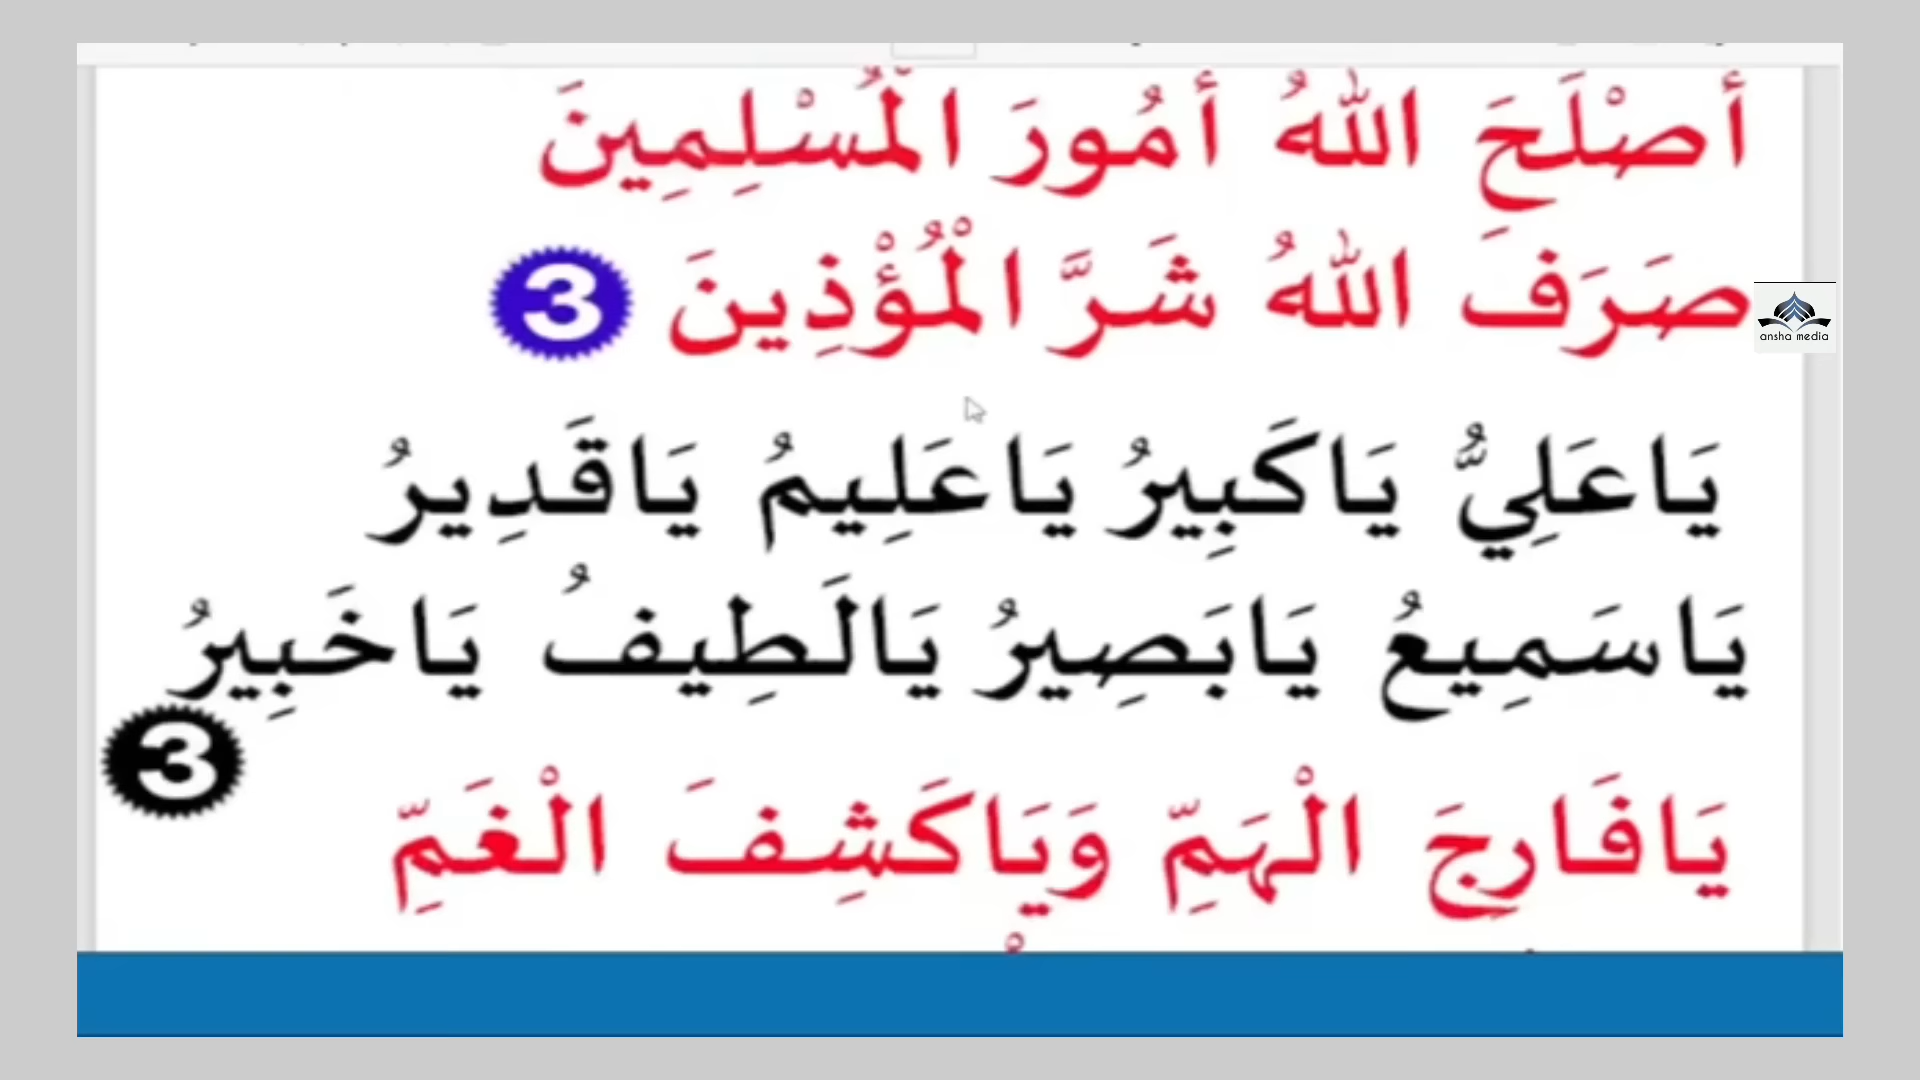 أَصْلَحَ اللهُ أُمُورَ الْمُسْلِمِينَ
صَرَفَ اللهُ شَرَّ الْمُؤْذِينَ 3
ansha media
يَاعَلِيُّ يَاكَبِيرُ يَاعَلِيمُ يَاقَدِيرُ
يَاسَمِيعُ يَابَصِيرُ يَالَطِيفُ يَاخَبِيرُ
3
يَافَارِجَ الْهَمِّ وَيَاكَشِفَ الْغَمِّ